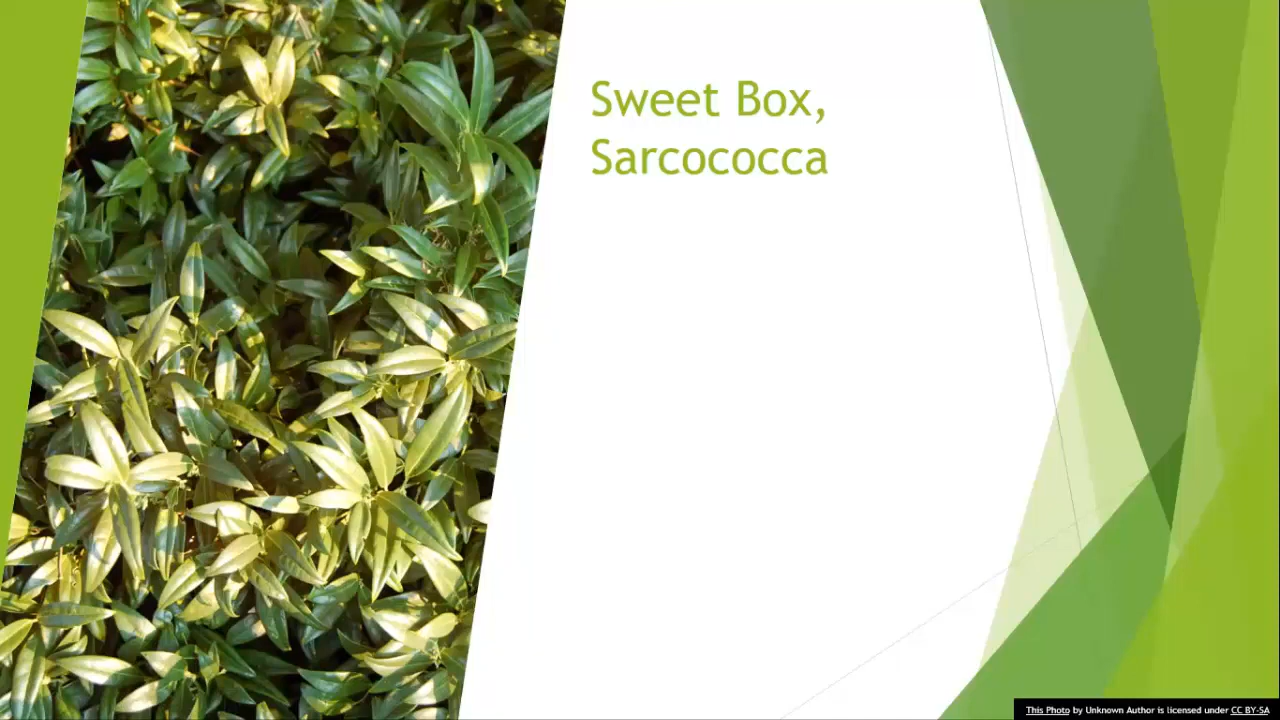 Sweet Box,
Sarcococca
This Photo by Unknown Author is licensed under CC BY-SA